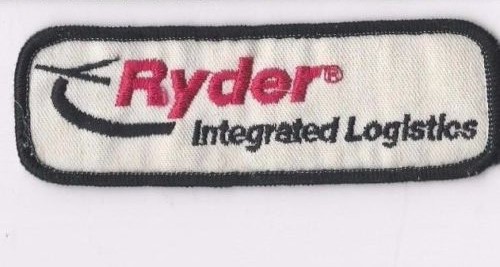 Ryder®
Integrated Logistics